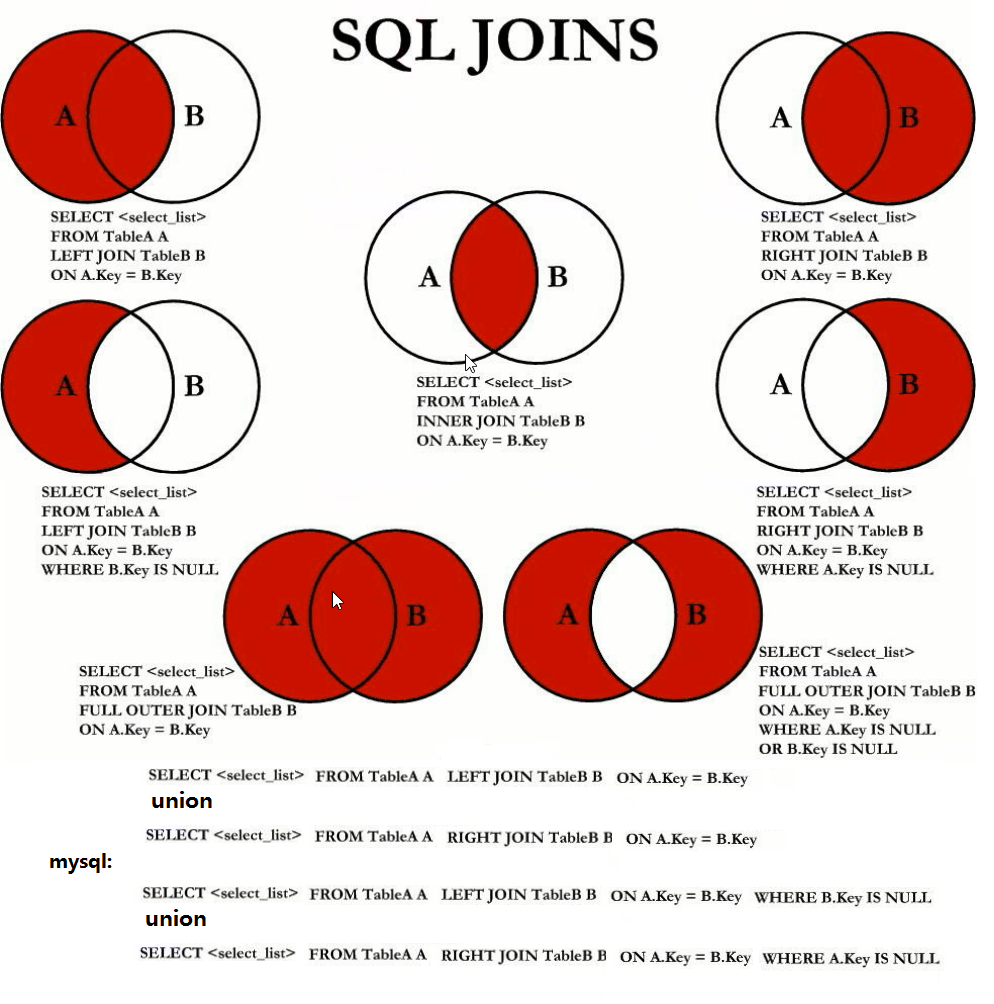 SQL JOINS
A B
SELECT <select_list>
FROM TableA A
LEFT JOIN TableB B
ON A.Key = B.Key
A B
SELECT <select_list>
FROM TableA A
RIGHT JOIN TableB B
ON A.Key = B.Key
A B
SELECT <select_list>
FROM TableA A
INNER JOIN TableB B
ON A.Key = B.Key
A B
SELECT <select_list>
FROM TableA A
LEFT JOIN TableB B
ON A.Key = B.Key
WHERE B.Key IS NULL
A B
SELECT <select_list>
FROM TableA A
RIGHT JOIN TableB B
ON A.Key = B.Key
WHERE A.Key IS NULL
A B
SELECT <select_list>
FROM TableA A
FULL OUTER JOIN TableB B
ON A.Key = B.Key
A B
SELECT <select_list>
FROM TableA A
FULL OUTER JOIN TableB B
ON A.Key = B.Key
WHERE A.Key IS NULL
OR B.Key IS NULL
SELECT <select_list> FROM TableA A LEFT JOIN TableB B ON A.Key = B.Key
union
SELECT <select_list> FROM TableA A RIGHT JOIN TableB B ON A.Key = B.Key
mysql:
SELECT <select_list> FROM TableA A LEFT JOIN TableB B ON A.Key = B.Key WHERE B.Key IS NULL
union
SELECT <select_list> FROM TableA A RIGHT JOIN TableB B ON A.Key = B.Key WHERE A.Key IS NULL